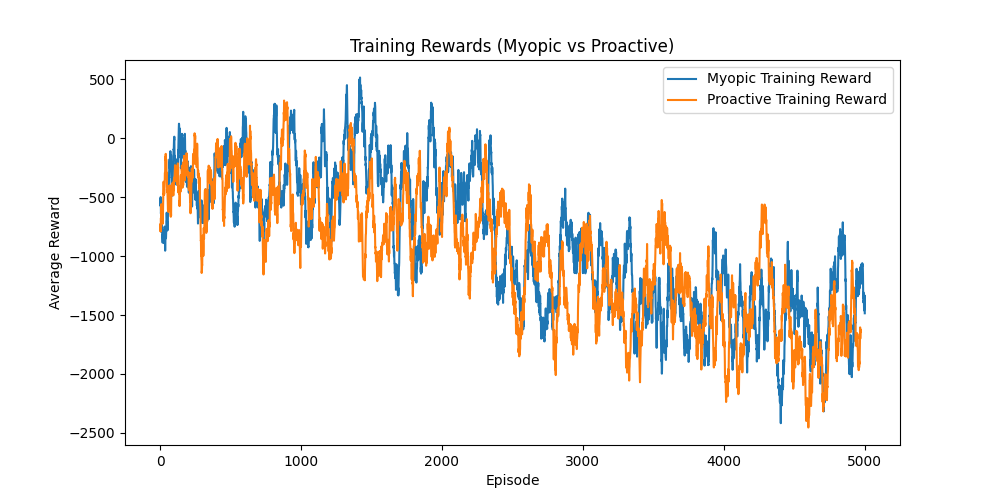 Training Rewards (Myopic vs Proactive)
Myopic Training Reward
Proactive Training Reward
Average Reward
500
0
−500
−1000
−1500
−2000
−2500
0 1000 2000 3000 4000 5000
Episode